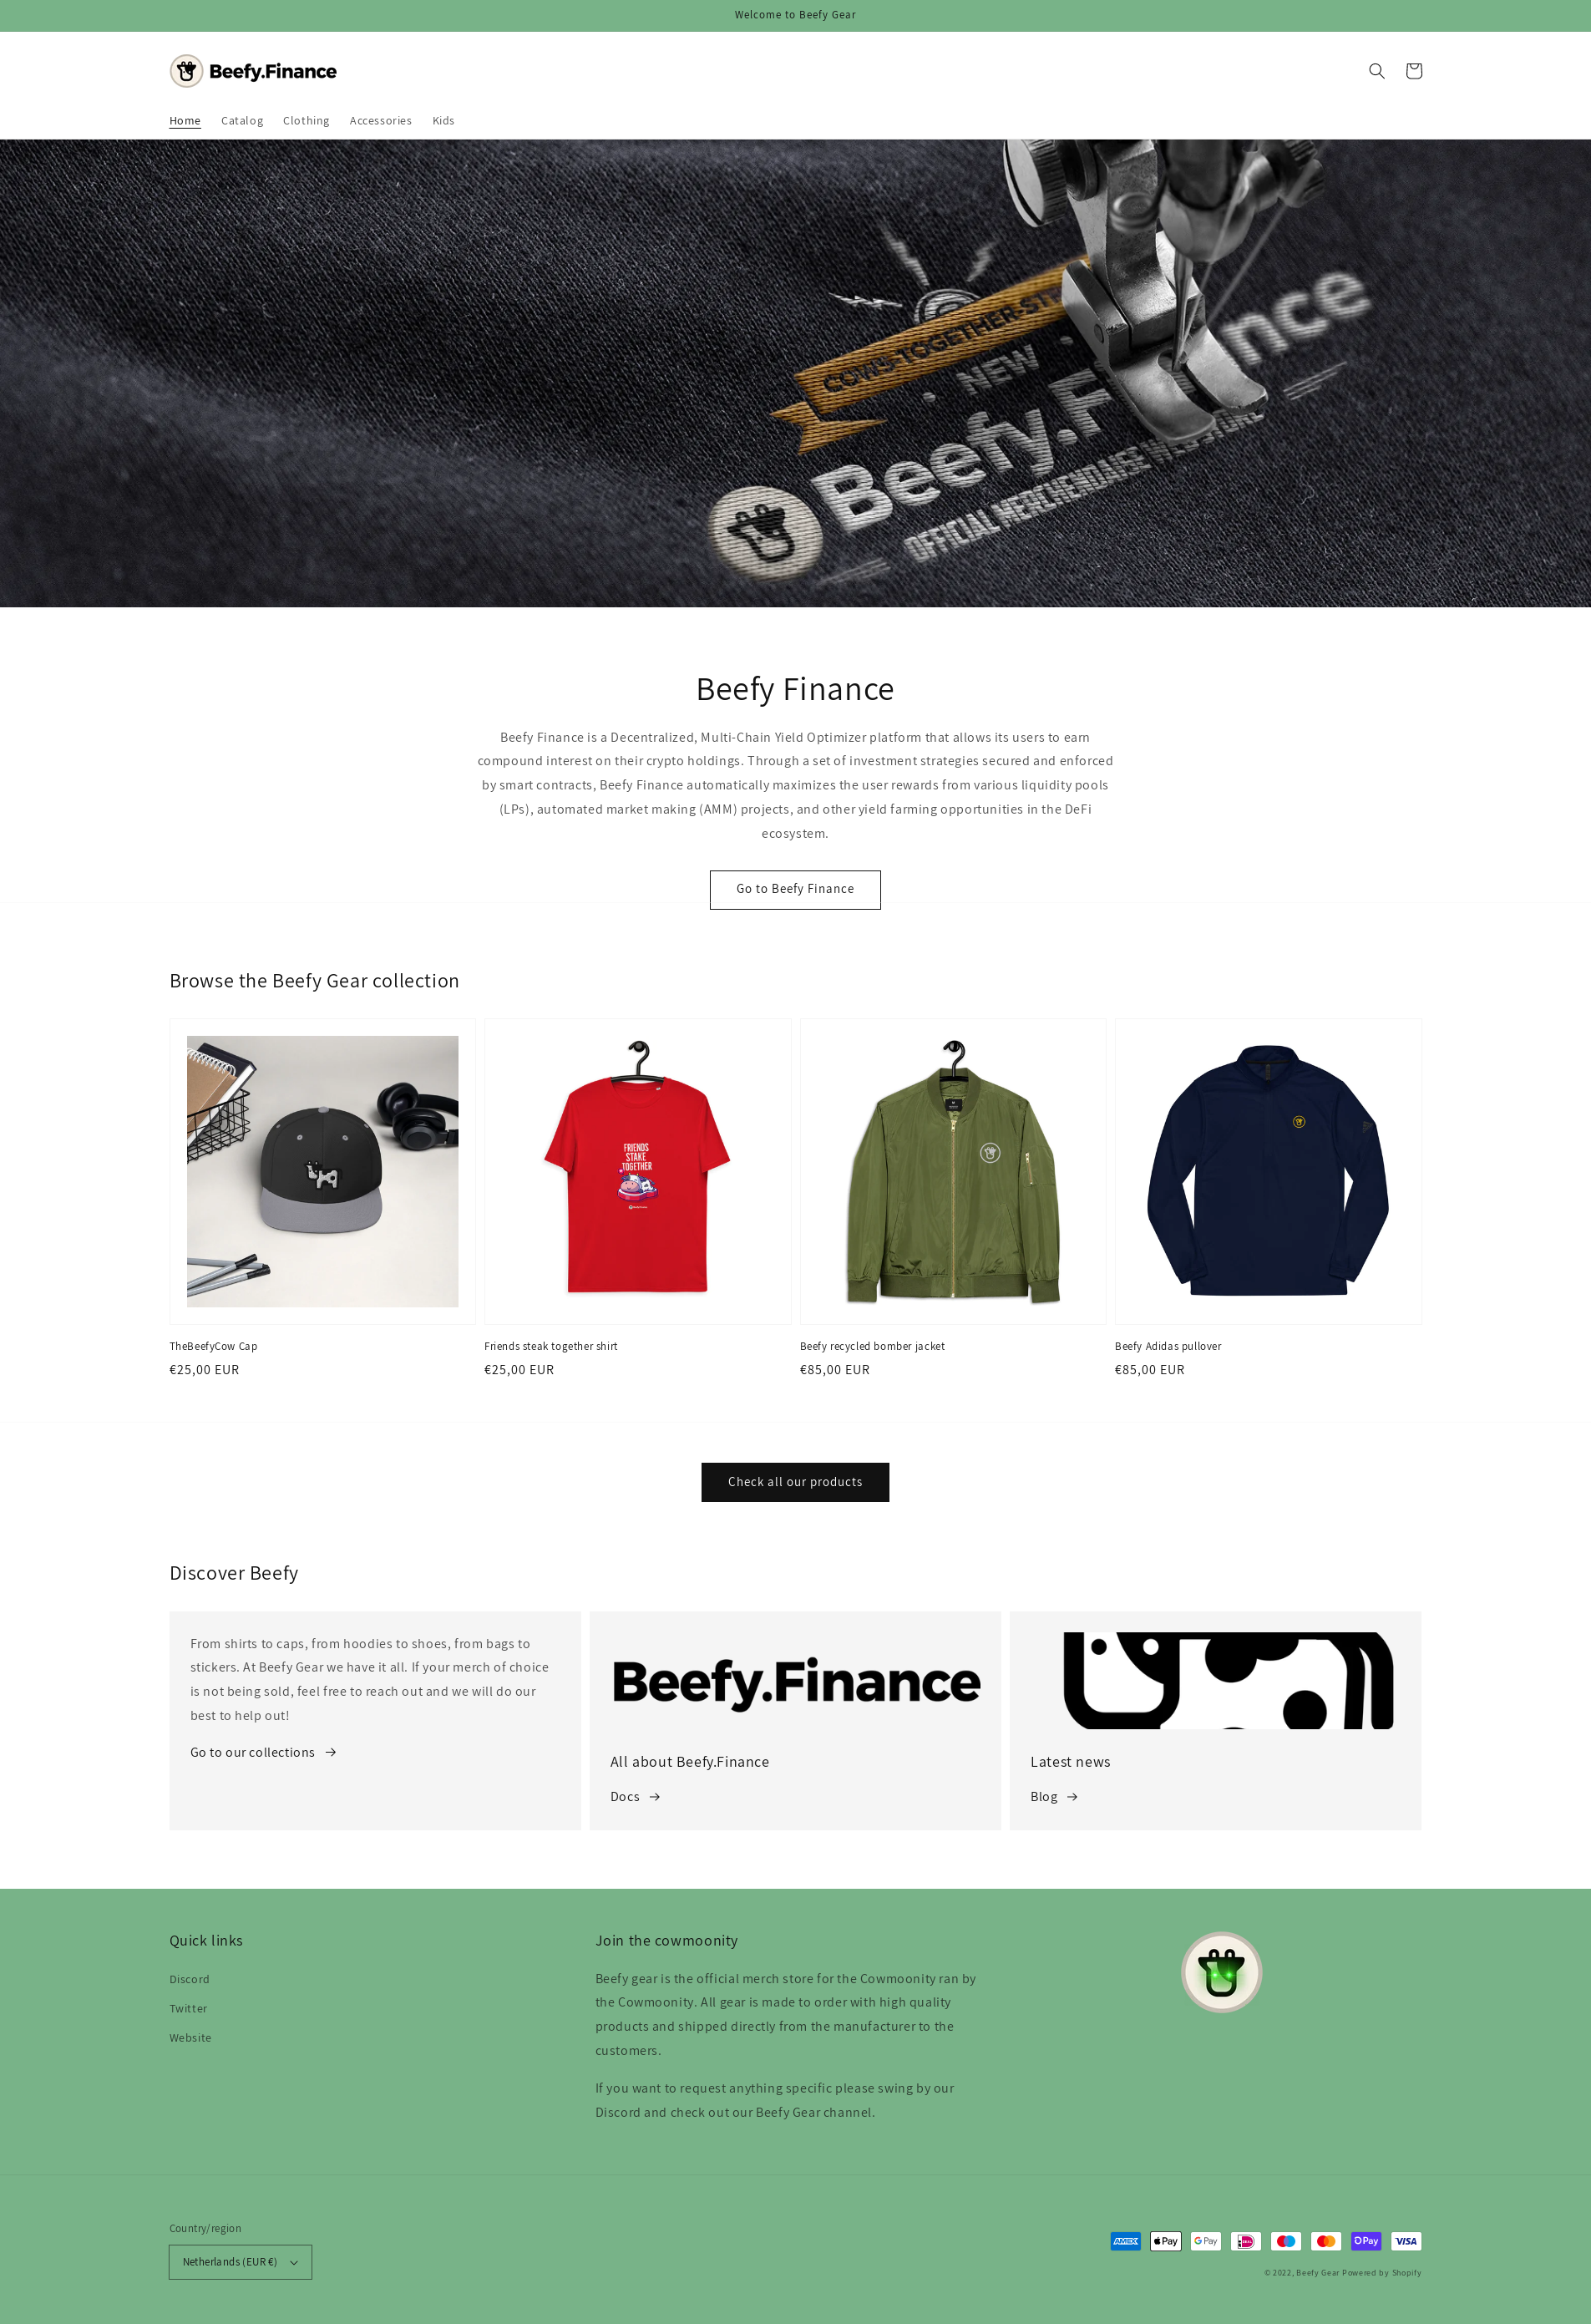 Welcome to Beefy Gear
Beefy.Finance
Home Catalog Clothing Accessories Kids
COWS-TOGETHER-ST
NEW
Beefy.Finance
OFFICIAL MERCHENDAISE
Beefy Finance
Beefy Finance is a Decentralized, Multi-Chain Yield Optimizer platform that allows its users to earn
compound interest on their crypto holdings. Through a set of investment strategies secured and enforced
by smart contracts, Beefy Finance automatically maximizes the user rewards from various liquidity pools
(LPs), automated market making (AMM) projects, and other yield farming opportunities in the DeFi
ecosystem.
Go to Beefy Finance
Browse the Beefy Gear collection
FRIENDS
STAKE
TOGETHER
TheBeefyCow Cap
€25,00 EUR
Friends steak together shirt
€25,00 EUR
Beefy recycled bomber jacket
€85,00 EUR
Beefy Adidas pullover
€85,00 EUR
Check all our products
Discover Beefy
From shirts to caps, from hoodies to shoes, from bags to
stickers. At Beefy Gear we have it all. If your merch of choice
is not being sold, feel free to reach out and we will do our
best to help out!
Go to our collections
Beefy.Finance
All about Beefy.Finance
Docs
Latest news
Blog
Quick links
Discord
Twitter
Website
Join the cowmoonity
Beefy gear is the official merch store for the Cowmoonity ran by
the Cowmoonity. All gear is made to order with high quality
products and shipped directly from the manufacturer to the
customers.
If you want to request anything specific please swing by our
Discord and check out our Beefy Gear channel.
Country/region
Netherlands (EUR €)
AMEX Pay G Pay iDEAL Pay VISA
© 2022, Beefy Gear Powered by Shopify